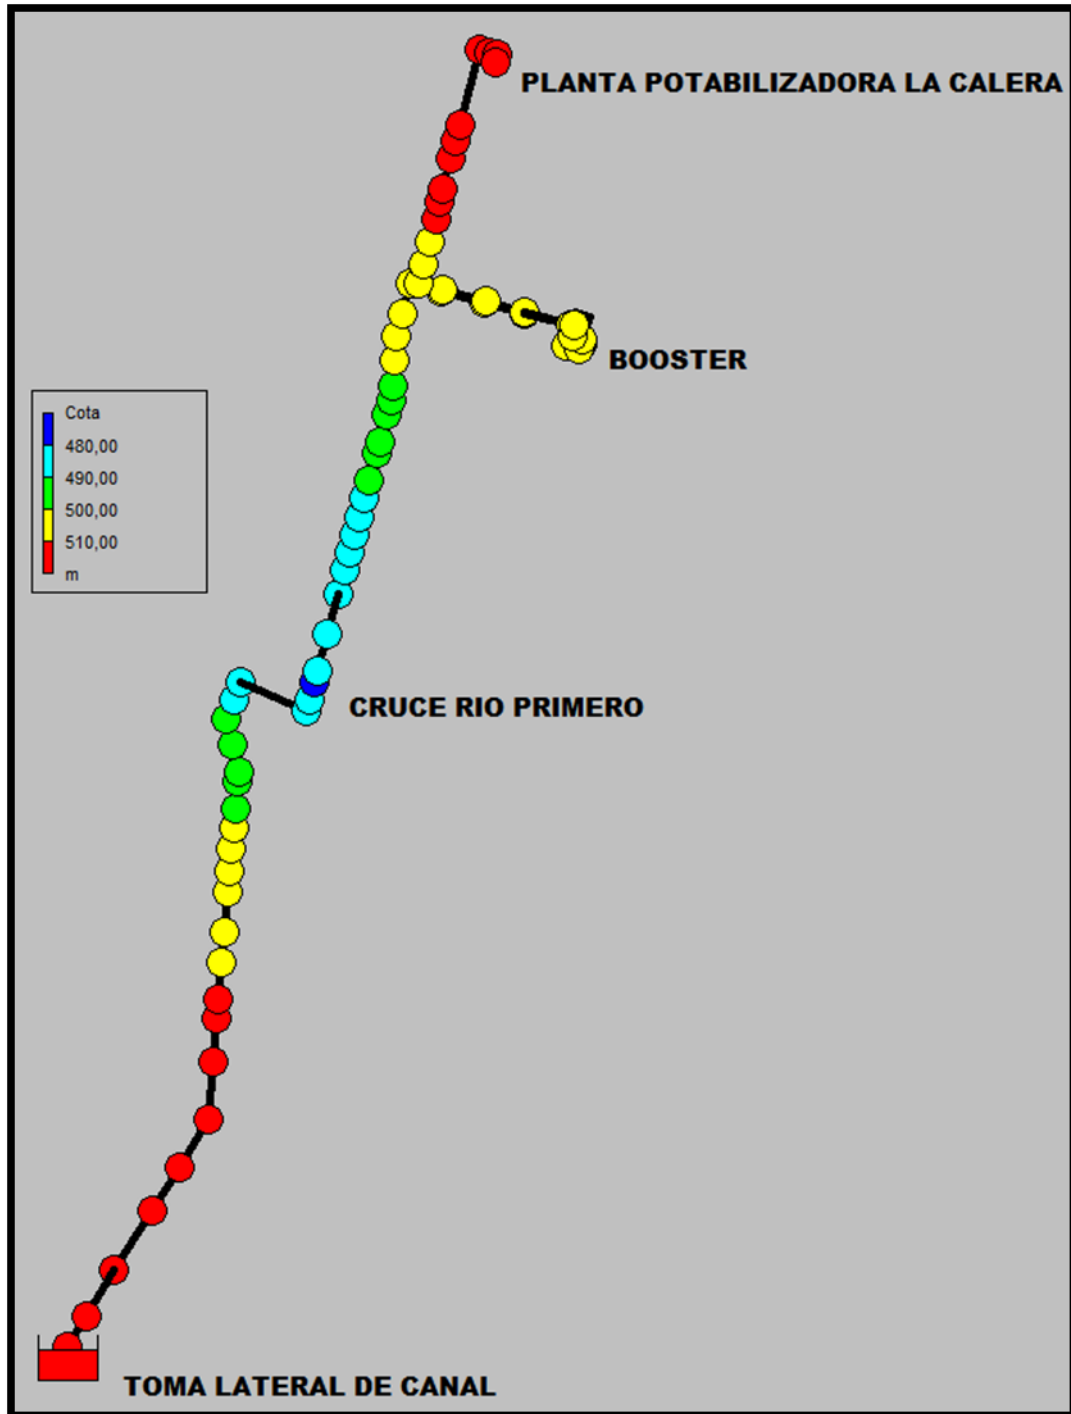 PLANTA POTABILIZADORA LA CALERA
BOOSTER
Cota
480,00
490,00
500,00
510,00
m
CRUCE RIO PRIMERO
TOMA LATERAL DE CANAL